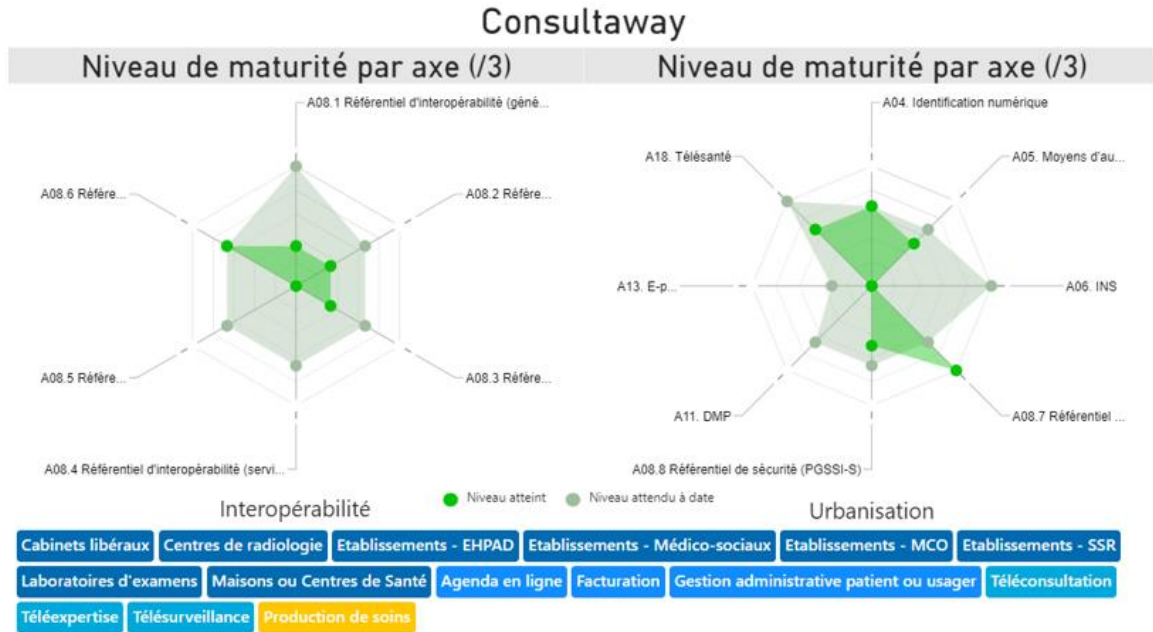 Consultaway
Niveau de maturité par axe (/3)
Niveau de maturité par axe (/3)
A08.1 Référentiel d'interopérabilité (géné...
A08.6 Référe...
A08.2 Référe...
A08.5 Référe...
A08.3 Référe...
A08.4 Référentiel d'interopérabilité (servi...
A04. Identification numérique
A18. Télésanté
A05. Moyens d'au...
A13. E-p...
A06. INS
A11. DMP
A08.7 Référentiel ...
A08.8 Référentiel de sécurité (PGSSI-S)
Niveau atteint
Niveau attendu à date
Interopérabilité
Urbanisation
Cabinets libéraux Centres de radiologie Etablissements - EHPAD Etablissements - Médico-sociaux Etablissements - MCO Etablissements - SSR
Laboratoires d'examens Maisons ou Centres de Santé Agenda en ligne Facturation Gestion administrative patient ou usager Téléconsultation
Téléexpertise Télésurveillance Production de soins